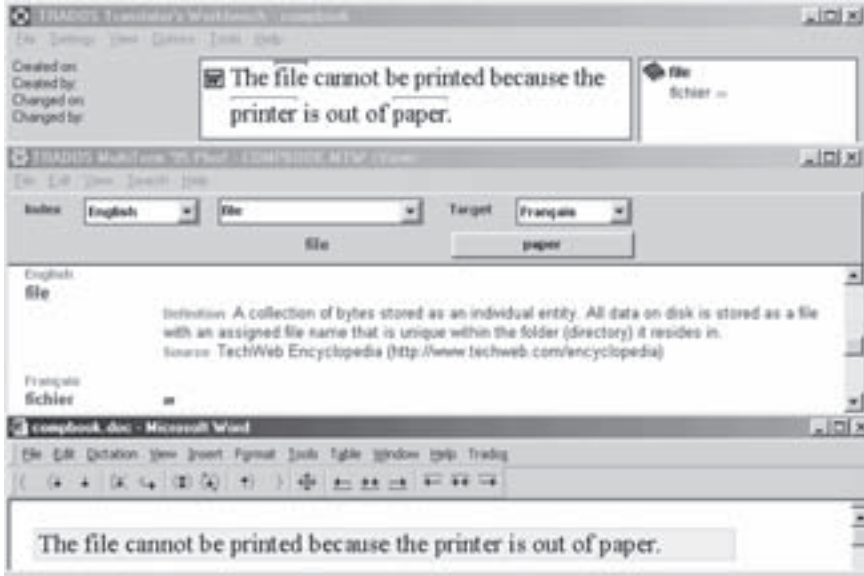 TRADOS Translator's Workbench - compbook
File Settings View Options Tools Help
Created on:
Created by:
Changed on:
Changed by:
The file cannot be printed because the
printer is out of paper.
file
fichier
TRADOS MultiTerm '95 Plus! - COMPBOOK.MTW
File Edit View Search Help
Index English file Target Français
file paper
English
file
Definition A collection of bytes stored as an individual entity. All data on disk is stored as a file
with an assigned file name that is unique within the folder (directory) it resides in.
Source TechWeb Encyclopedia (http://www.techweb.com/encyclopedia)
Français
fichier
compbook.doc - Microsoft Word
File Edit Dictation View Insert Format Tools Table Window Help Trados
The file cannot be printed because the printer is out of paper.